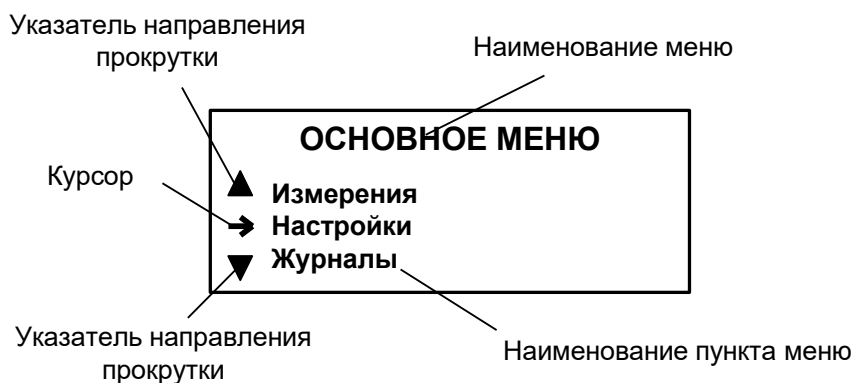 Указатель направления
прокрутки
Наименование меню
ОСНОВНОЕ МЕНЮ
Курсор
Измерения
Настройки
Журналы
Указатель направления
прокрутки
Наименование пункта меню